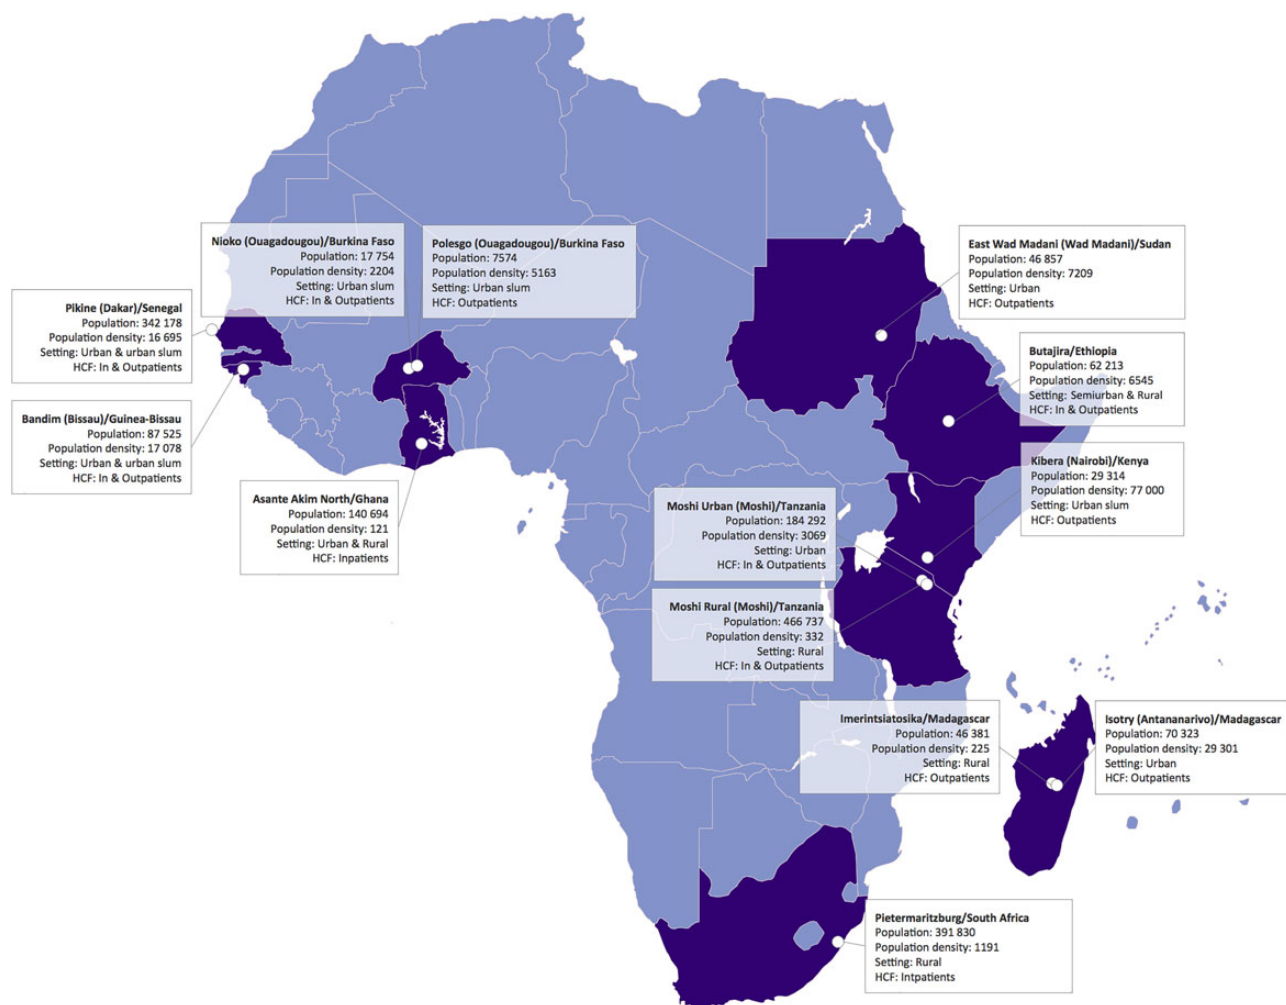 Nioko (Ouagadougou)/Burkina Faso
Population: 17 754
Population density: 2204
Setting: Urban slum
HCF: In & Outpatients
Polesgo (Ouagadougou)/Burkina Faso
Population: 7574
Population density: 5163
Setting: Urban slum
HCF: Outpatients
East Wad Madani (Wad Madani)/Sudan
Population: 46 857
Population density: 7209
Setting: Urban
HCF: Outpatients
Pikine (Dakar)/Senegal
Population: 342 178
Population density: 16 695
Setting: Urban & urban slum
HCF: In & Outpatients
Butajira/Ethiopia
Population: 62 213
Population density: 6545
Setting: Semiurban & Rural
HCF: In & Outpatients
Bandim (Bissau)/Guinea-Bissau
Population: 87 525
Population density: 17 078
Setting: Urban & urban slum
HCF: In & Outpatients
Kibera (Nairobi)/Kenya
Population: 29 314
Population density: 77 000
Setting: Urban slum
HCF: Outpatients
Asante Akim North/Ghana
Population: 140 694
Population density: 121
Setting: Urban & Rural
HCF: Inpatients
Moshi Urban (Moshi)/Tanzania
Population: 184 292
Population density: 3069
Setting: Urban
HCF: In & Outpatients
Moshi Rural (Moshi)/Tanzania
Population: 466 737
Population density: 332
Setting: Rural
HCF: In & Outpatients
Imerintsiatosika/Madagascar
Population: 46 381
Population density: 225
Setting: Rural
HCF: Outpatients
Isotry (Antananarivo)/Madagascar
Population: 70 323
Population density: 29 301
Setting: Urban
HCF: Outpatients
Pietermaritzburg/South Africa
Population: 391 830
Population density: 1191
Setting: Rural
HCF: Intpatients